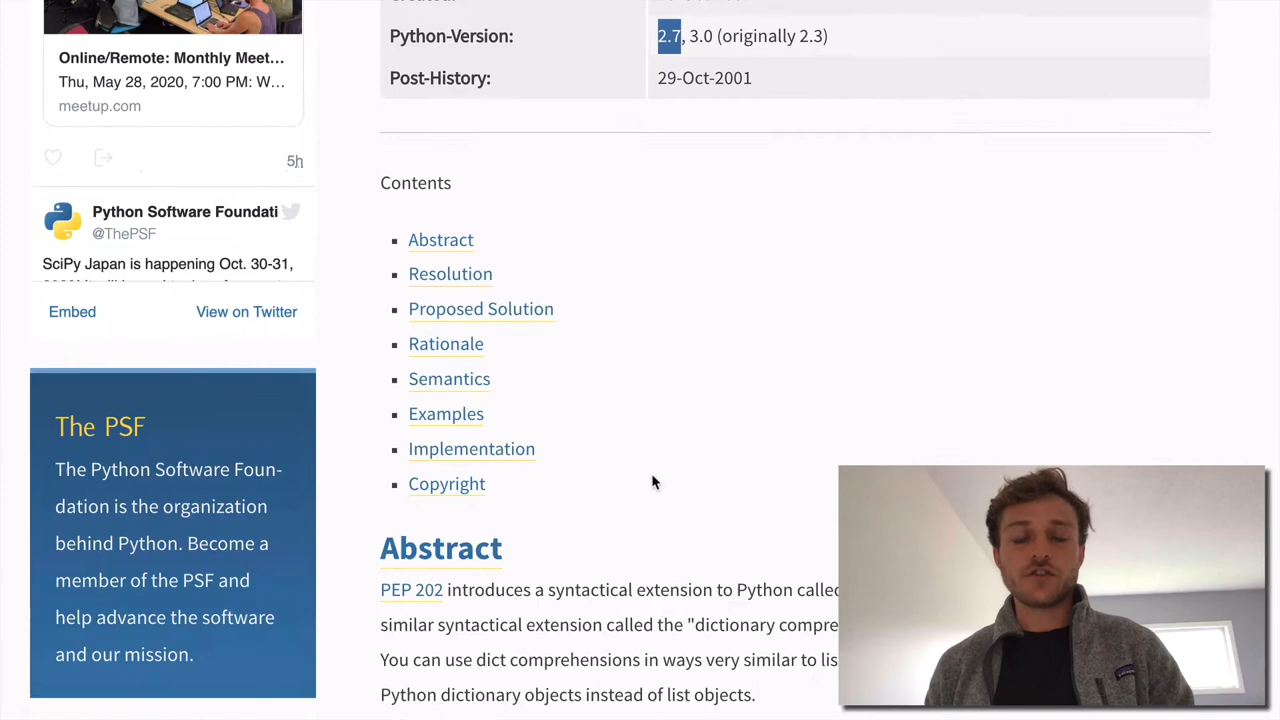 Online/Remote: Monthly Meet…
Thu, May 28, 2020, 7:00 PM: W…
meetup.com
5h
Python Software Foundati
@ThePSF
SciPy Japan is happening Oct. 30-31,
Embed
View on Twitter
The PSF
The Python Software Foun-
dation is the organization
behind Python. Become a
member of the PSF and
help advance the software
and our mission.
Python-Version:
2.7, 3.0 (originally 2.3)
Post-History:
29-Oct-2001
Contents
Abstract
Resolution
Proposed Solution
Rationale
Semantics
Examples
Implementation
Copyright
Abstract
PEP 202 introduces a syntactical extension to Python
similar syntactical extension called the "dictionary
You can use dict comprehensions in ways very similar to
Python dictionary objects instead of list objects.